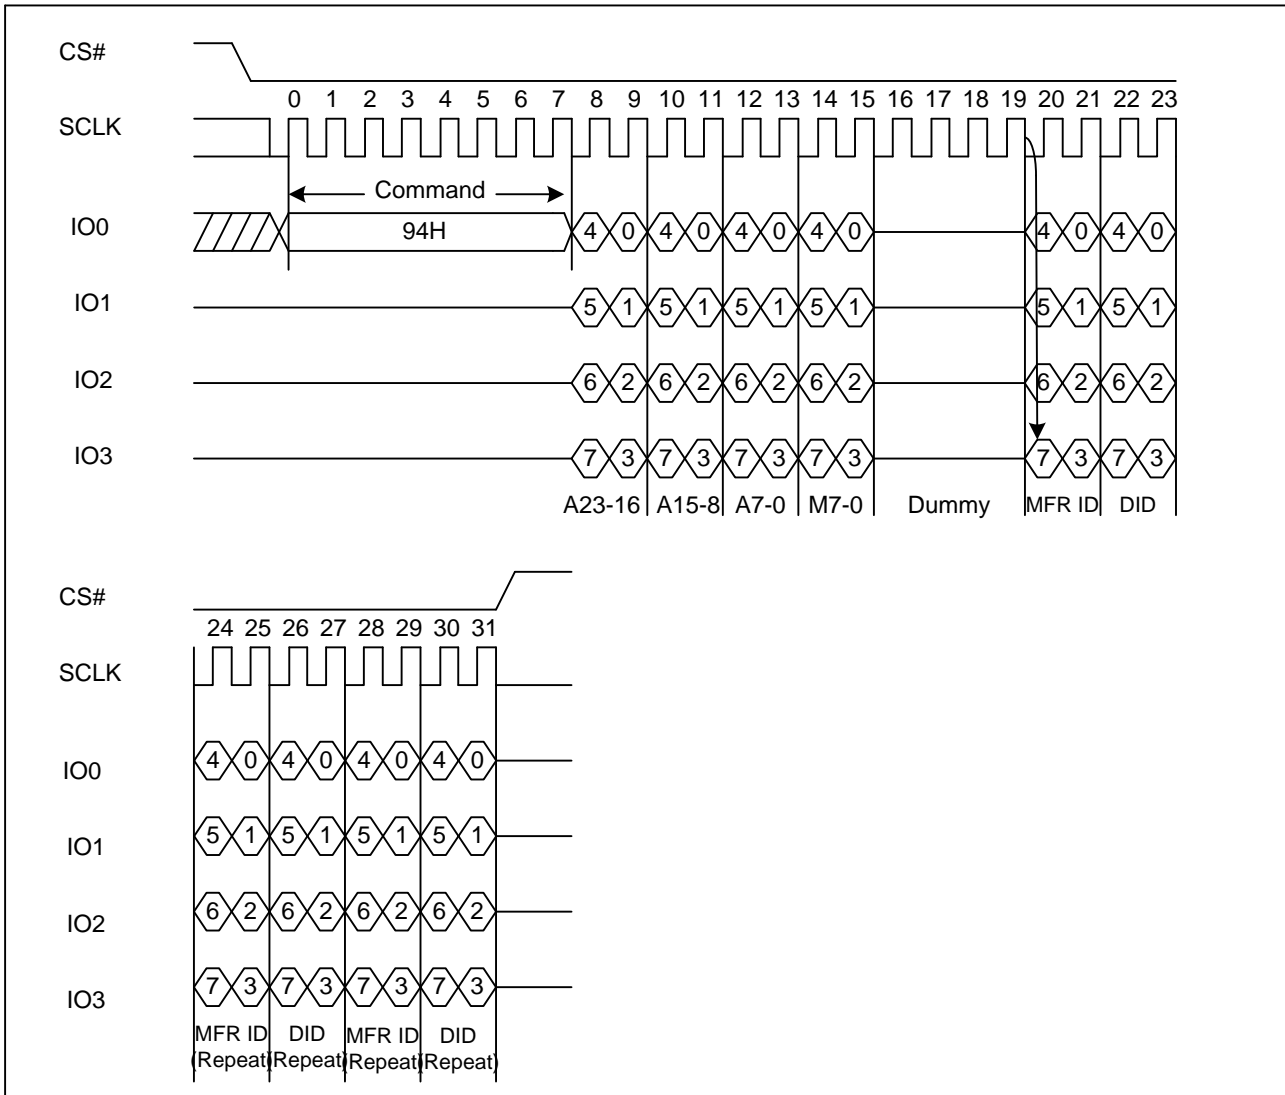 CS#
0 1 2 3 4 5 6 7 8 9 10 11 12 13 14 15 16 17 18 19 20 21 22 23
SCLK
Command
IO0 94H 4 0 4 0 4 0 4 0 4 0 4 0
IO1 5 1 5 1 5 1 5 1 5 1 5 1
IO2 6 2 6 2 6 2 6 2 6 2 6 2
IO3 7 3 7 3 7 3 7 3 7 3 7 3
A23-16 A15-8 A7-0 M7-0 Dummy MFR ID DID
CS#
24 25 26 27 28 29 30 31
SCLK
IO0 4 0 4 0 4 0 4 0
IO1 5 1 5 1 5 1 5 1
IO2 6 2 6 2 6 2 6 2
IO3 7 3 7 3 7 3 7 3
MFR ID DID MFR ID DID
(Repeat) (Repeat) (Repeat) (Repeat)